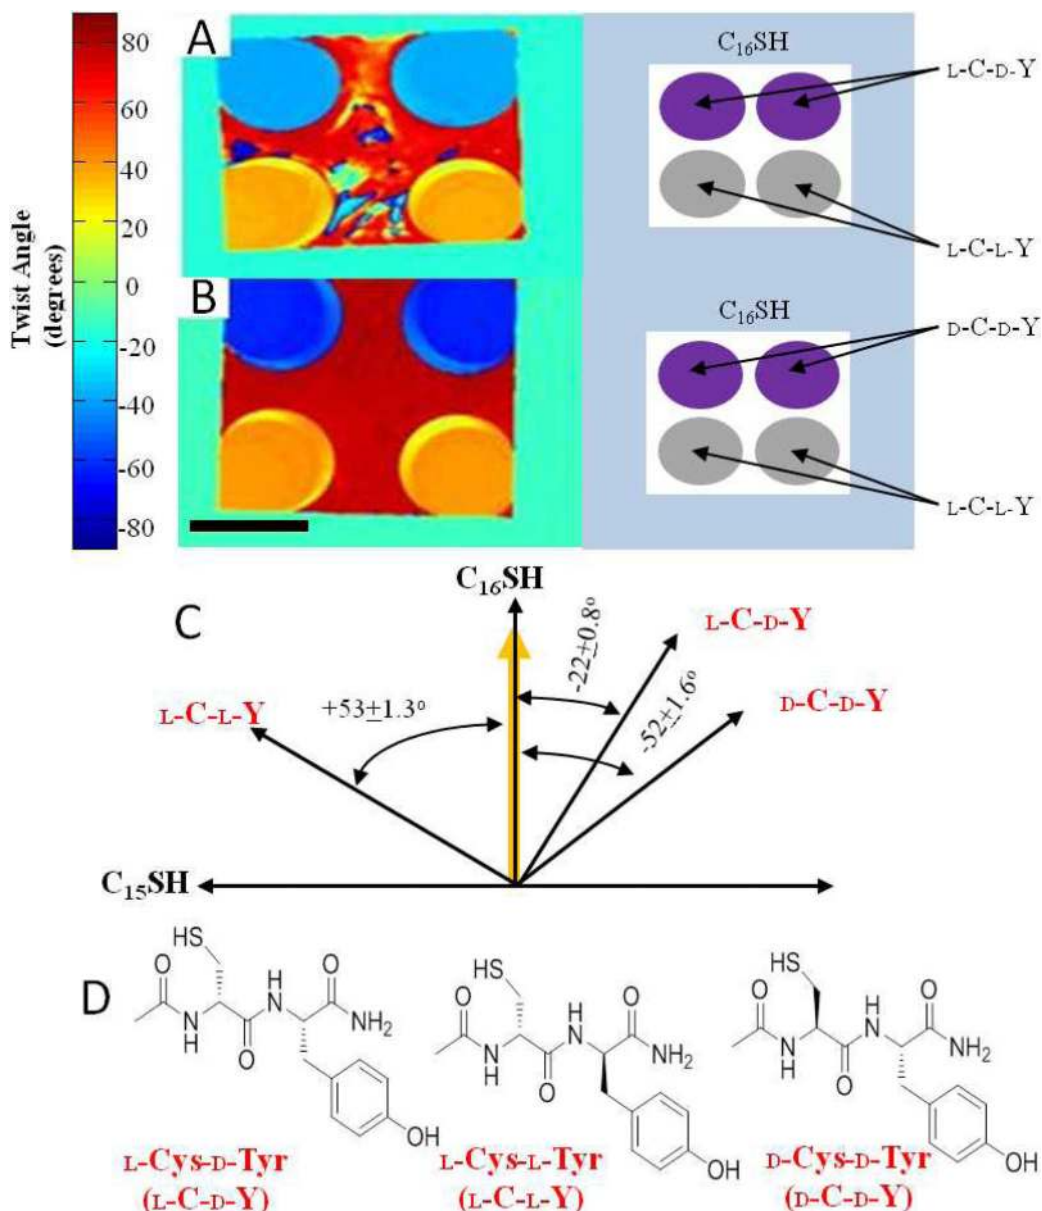 A
80
60
40
20
0
-20
-40
-60
-80
Twist Angle
(degrees)
C₁₆SH
L-C-D-Y
L-C-L-Y
B
C₁₆SH
D-C-D-Y
L-C-L-Y
C₁₆SH
C
L-C-D-Y
-22±0.8°
D-C-D-Y
-52±1.6°
L-C-L-Y
+53±1.3°
C₁₅SH
D
HS
O
H
N
O
N
H
O
NH₂
OH
HS
O
H
N
O
N
H
O
NH₂
OH
HS
O
H
N
O
N
H
O
NH₂
OH
L-Cys-D-Tyr
(L-C-D-Y)
L-Cys-L-Tyr
(L-C-L-Y)
D-Cys-D-Tyr
(D-C-D-Y)